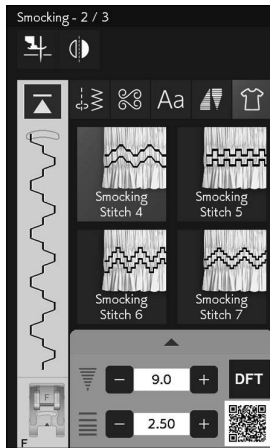 Smocking - 2 / 3
Aa
Smocking
Stitch 4
Smocking
Stitch 5
Smocking
Stitch 6
Smocking
Stitch 7
− 9.0 + DFT
− 2.50 +
F
F